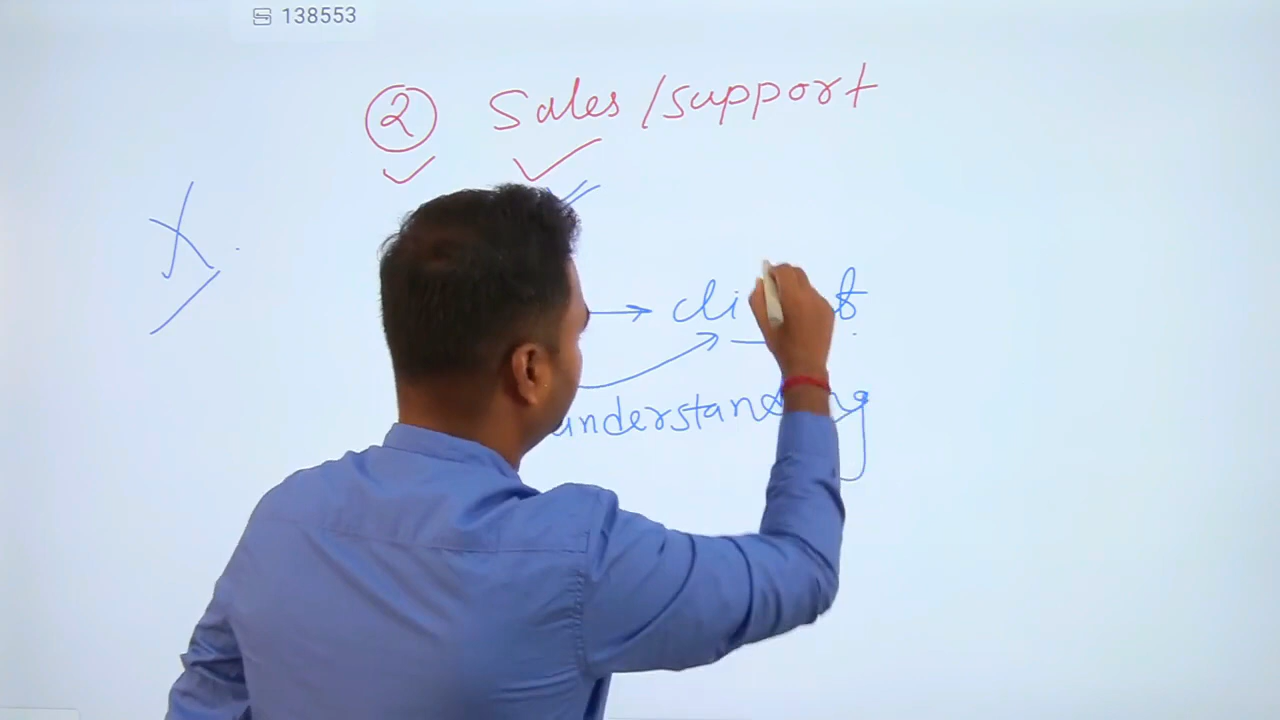 138553
② Sales / support
X
understanding